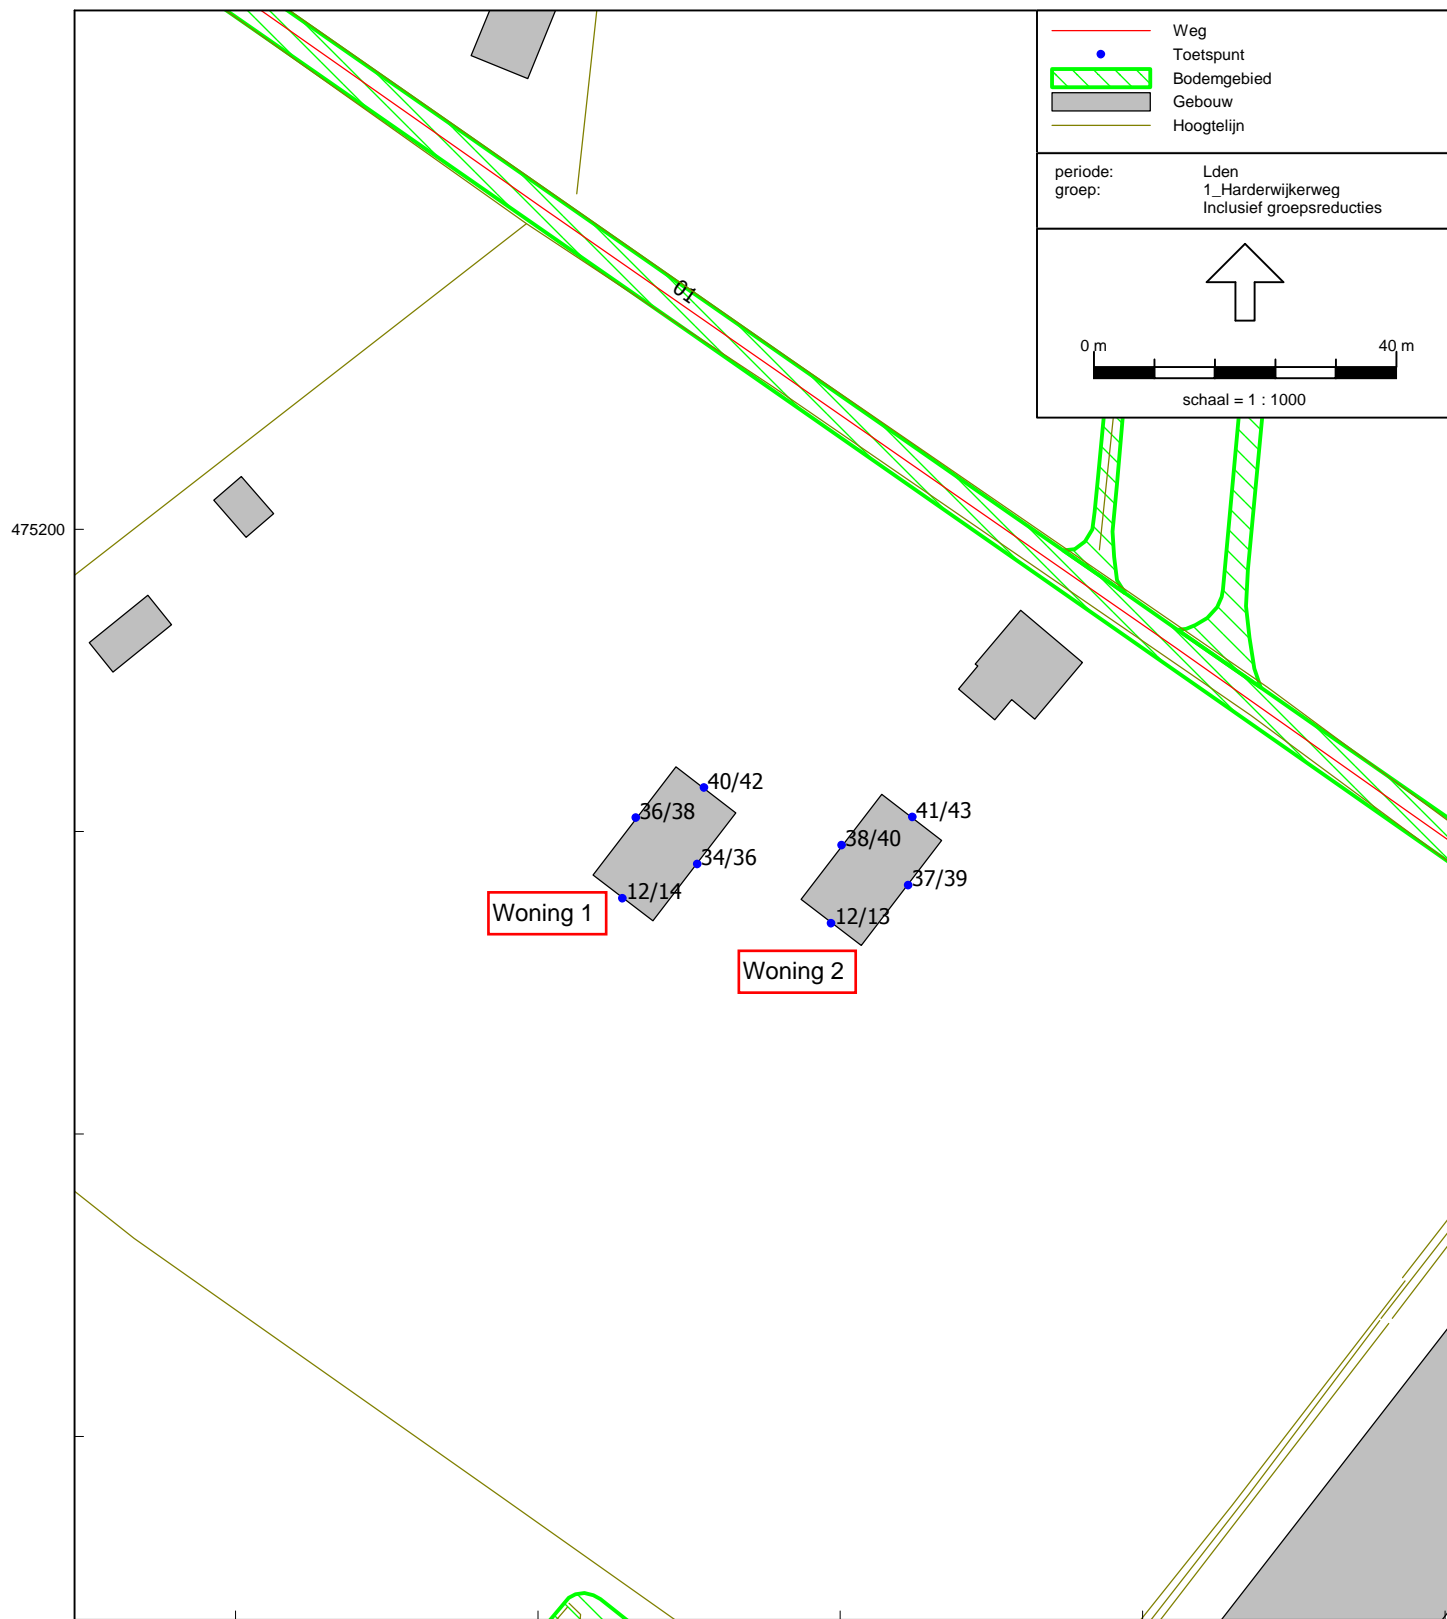 Weg
Toetspunt
Bodemgebied
Gebouw
Hoogtelijn
periode: Lden
groep: 1_Harderwijkerweg
Inclusief groepsreducties
0 m 40 m
schaal = 1 : 1000
01
475200
40/42
36/38
41/43
38/40
34/36
37/39
12/14
Woning 1
12/13
Woning 2